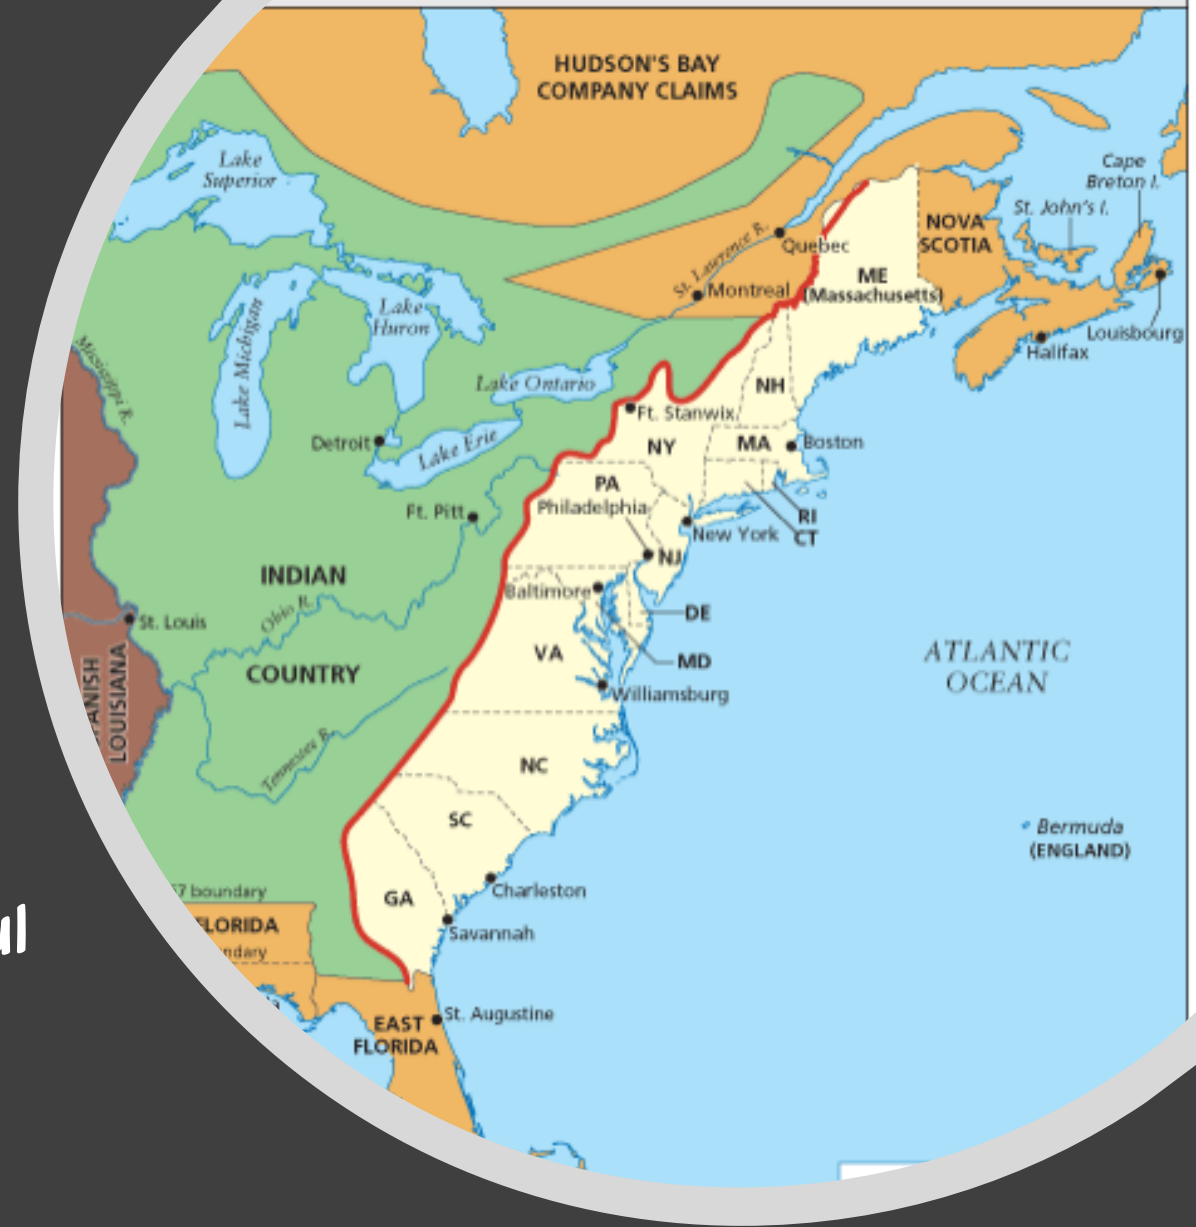 HUDSON'S BAY
COMPANY CLAIMS
Lake
Superior
Cape
Breton I.
St. John's I.
NOVA
SCOTIA
St. Lawrence R.
Quebec
ME
(Massachusetts)
Montreal
Louisbourg
Halifax
Lake Michigan
Lake
Huron
Mississippi R.
Lake Ontario
NH
Ft. Stanwix
Detroit
Lake Erie
NY
MA
Boston
PA
Philadelphia
Ft. Pitt
RI
CT
New York
NJ
INDIAN
Baltimore
Ohio R.
DE
St. Louis
VA
MD
COUNTRY
Williamsburg
ATLANTIC
OCEAN
LOUISIANA
Tennessee R.
NC
SC
Bermuda
(ENGLAND)
GA
Charleston
boundary
FLORIDA
Savannah
St. Augustine
EAST
FLORIDA